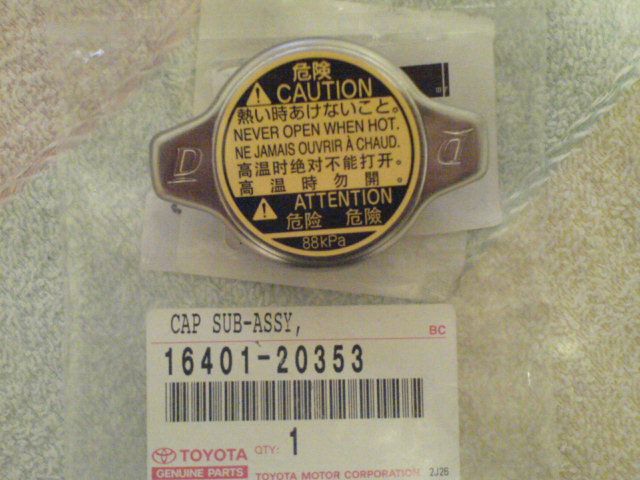 危険
CAUTION
熱い時あけないこと。
NEVER OPEN WHEN HOT.
NE JAMAIS OUVRIR À CHAUD.
高温时绝对不能打开。
高温時勿開。
ATTENTION
危险 危險
88kPa
D
D
CAP SUB-ASSY,
BC
16401-20353
TOYOTA
QTY: 1
GENUINE PARTS
TOYOTA MOTOR CORPORATION
2J26